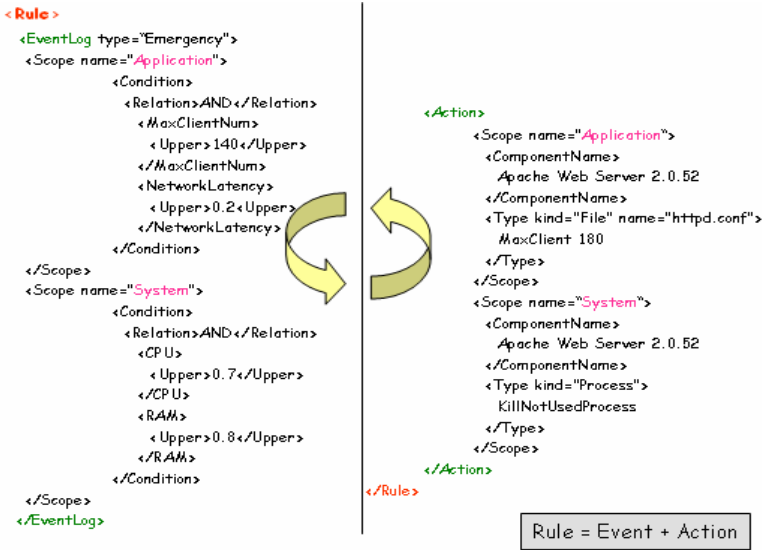 <Rule>
<EventLog type="Emergency">
<Scope name="Application">
<Condition>
<Relation>AND</Relation>
<MaxClientNum>
<Upper>140</Upper>
</MaxClientNum>
<NetworkLatency>
<Upper>0.2<Upper>
</NetworkLatency>
</Condition>
</Scope>
<Scope name="System">
<Condition>
<Relation>AND</Relation>
<CPU>
<Upper>0.7</Upper>
</CPU>
<RAM>
<Upper>0.8</Upper>
</RAM>
</Condition>
</Scope>
</EventLog>
<Action>
<Scope name="Application">
<ComponentName>
Apache Web Server 2.0.52
</ComponentName>
<Type kind="File" name="httpd.conf">
MaxClient 180
</Type>
</Scope>
<Scope name="System">
<ComponentName>
Apache Web Server 2.0.52
</ComponentName>
<Type kind="Process">
KillNotUsedProcess
</Type>
</Scope>
</Action>
</Rule>
Rule = Event + Action